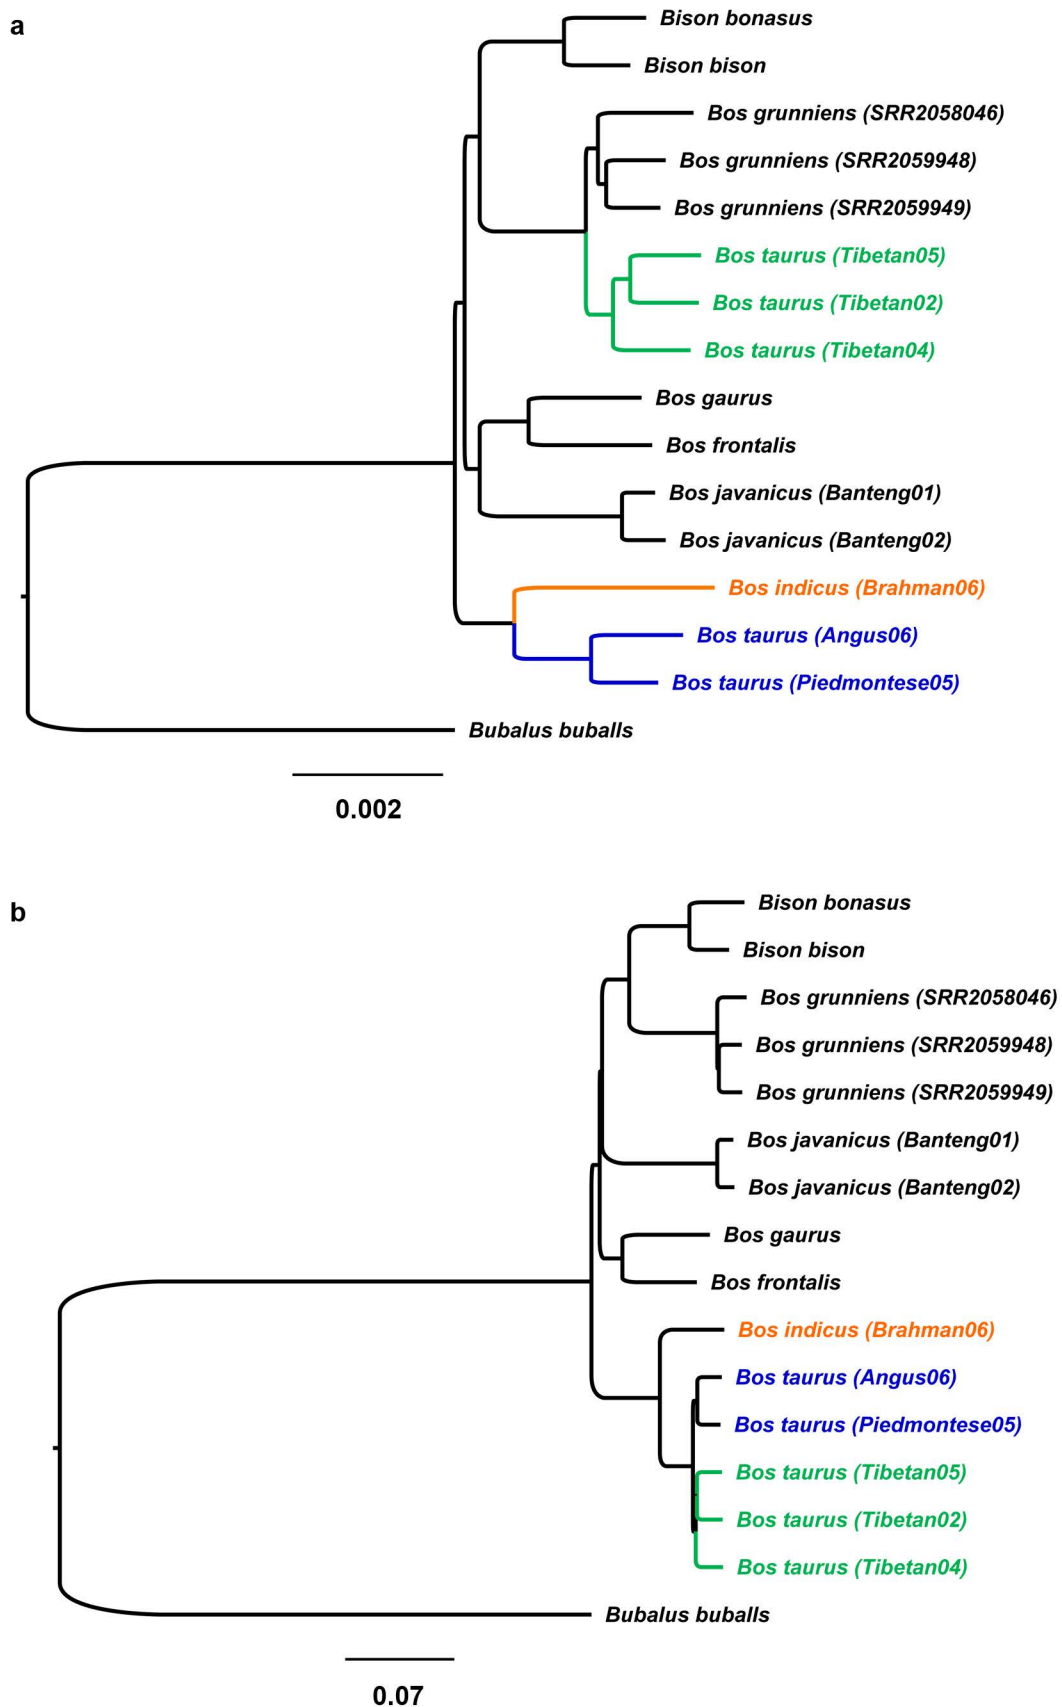 a
Bison bonasus
Bison bison
Bos grunniens (SRR2058046)
Bos grunniens (SRR2059948)
Bos grunniens (SRR2059949)
Bos taurus (Tibetan05)
Bos taurus (Tibetan02)
Bos taurus (Tibetan04)
Bos gaurus
Bos frontalis
Bos javanicus (Banteng01)
Bos javanicus (Banteng02)
Bos indicus (Brahman06)
Bos taurus (Angus06)
Bos taurus (Piedmontese05)
Bubalus buballs
0.002
b
Bison bonasus
Bison bison
Bos grunniens (SRR2058046)
Bos grunniens (SRR2059948)
Bos grunniens (SRR2059949)
Bos javanicus (Banteng01)
Bos javanicus (Banteng02)
Bos gaurus
Bos frontalis
Bos indicus (Brahman06)
Bos taurus (Angus06)
Bos taurus (Piedmontese05)
Bos taurus (Tibetan05)
Bos taurus (Tibetan02)
Bos taurus (Tibetan04)
Bubalus buballs
0.07